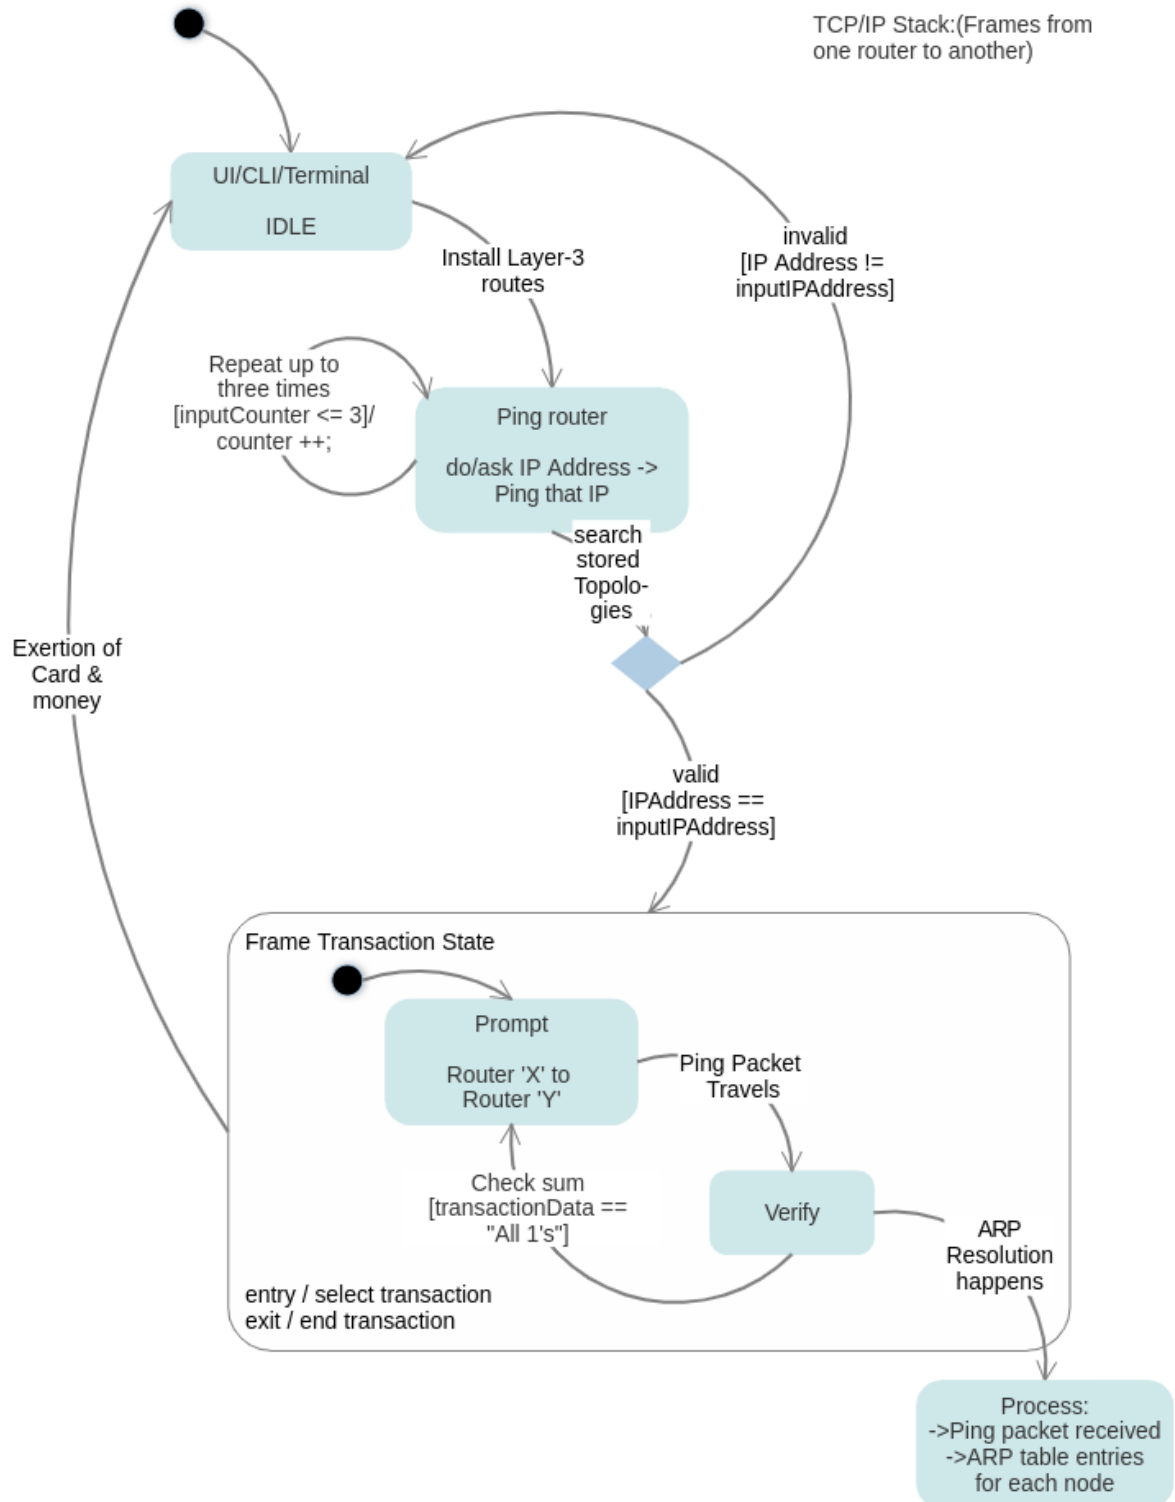 TCP/IP Stack:(Frames from
one router to another)
UI/CLI/Terminal
IDLE
Install Layer-3
routes
invalid
[IP Address !=
inputIPAddress]
Repeat up to
three times
[inputCounter <= 3]/
counter ++;
Ping router
do/ask IP Address ->
Ping that IP
search
stored
Topolo-
gies
Exertion of
Card &
money
valid
[IPAddress ==
inputIPAddress]
Frame Transaction State
Prompt
Router 'X' to
Router 'Y'
Ping Packet
Travels
Check sum
[transactionData ==
"All 1's"]
Verify
ARP
Resolution
happens
entry / select transaction
exit / end transaction
Process:
->Ping packet received
->ARP table entries
for each node